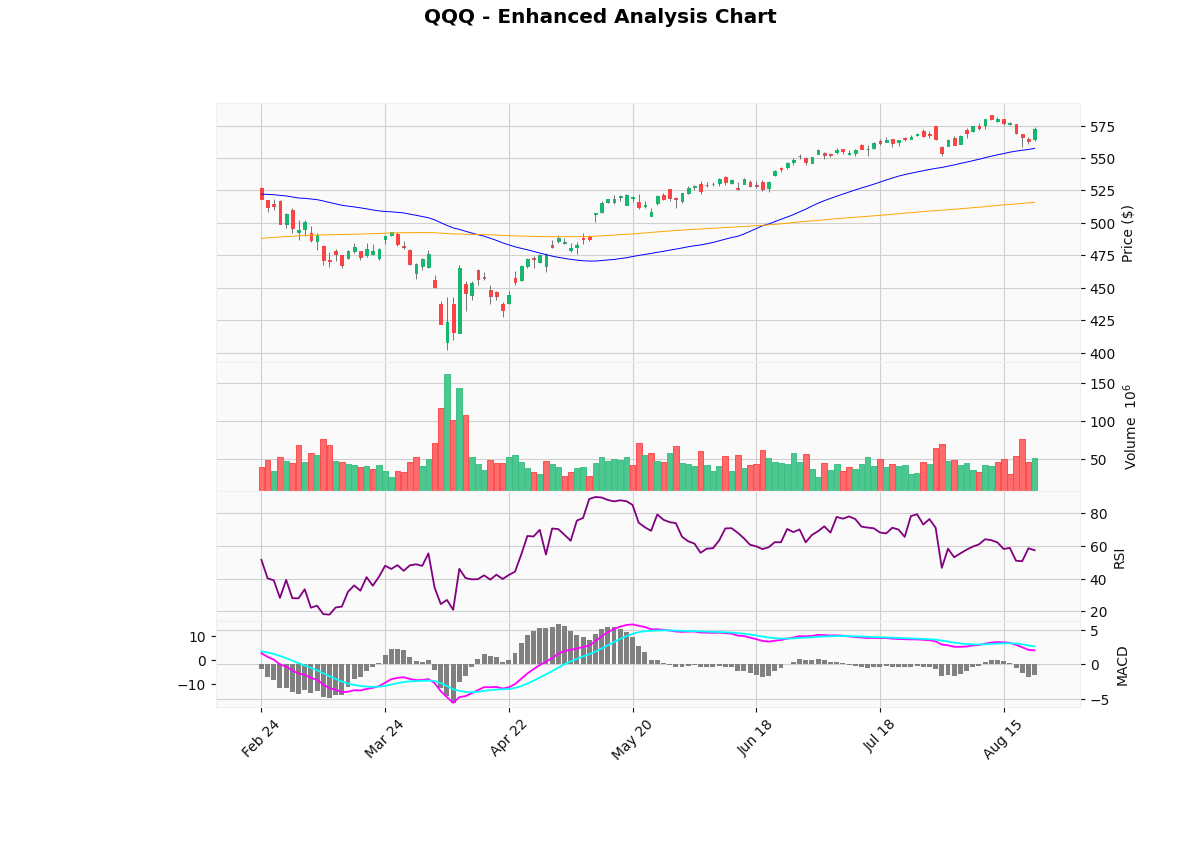 QQQ - Enhanced Analysis Chart
575
550
525
500
475
450
425
400
Price ($)
150
100
50
Volume 10⁶
80
60
40
20
RSI
10
0
−10
5
0
−5
MACD
Feb 24
Mar 24
Apr 22
May 20
Jun 18
Jul 18
Aug 15